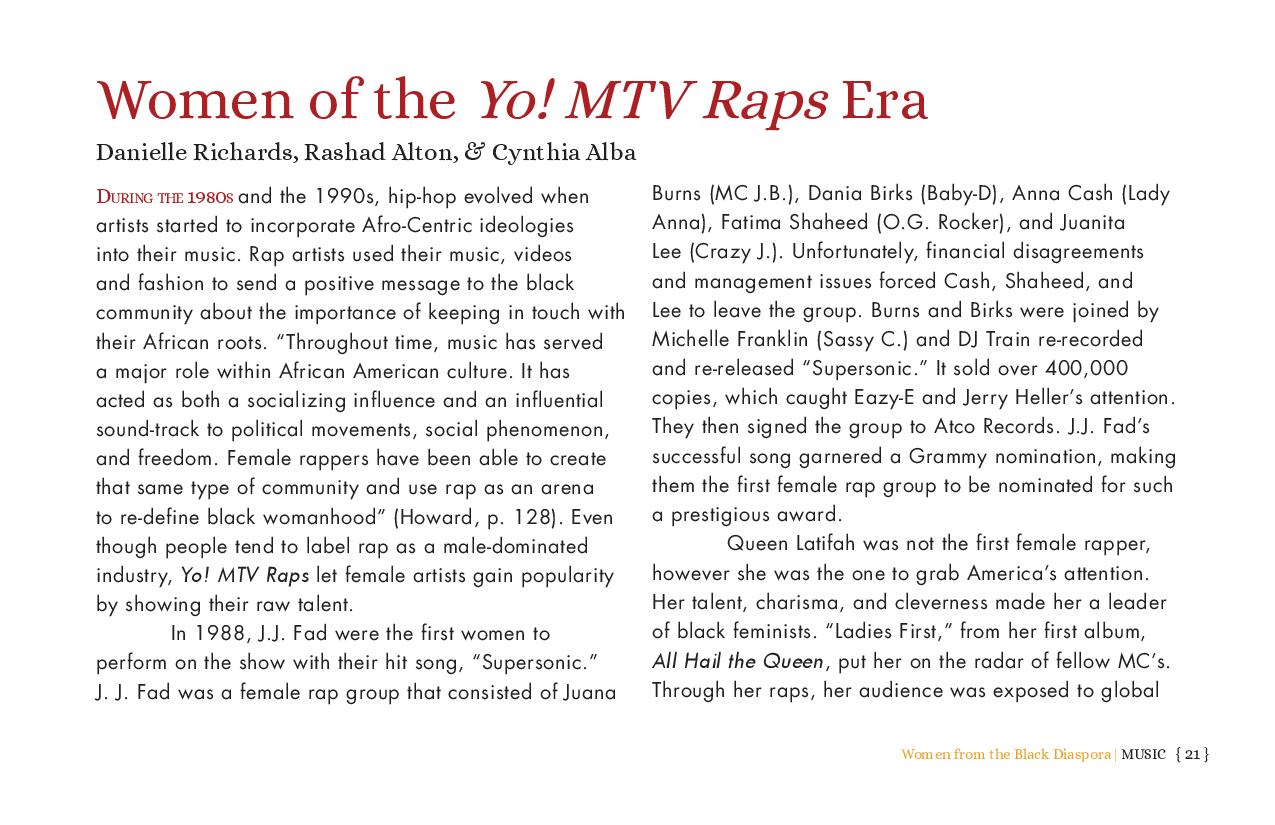 Women of the Yo! MTV Raps Era
Danielle Richards, Rashad Alton, & Cynthia Alba
During the 1980s and the 1990s, hip-hop evolved when
artists started to incorporate Afro-Centric ideologies
into their music. Rap artists used their music, videos
and fashion to send a positive message to the black
community about the importance of keeping in touch with
their African roots. “Throughout time, music has served
a major role within African American culture. It has
acted as both a socializing influence and an influential
sound-track to political movements, social phenomenon,
and freedom. Female rappers have been able to create
that same type of community and use rap as an arena
to re-define black womanhood” (Howard, p. 128). Even
though people tend to label rap as a male-dominated
industry, Yo! MTV Raps let female artists gain popularity
by showing their raw talent.
In 1988, J.J. Fad were the first women to
perform on the show with their hit song, “Supersonic.”
J. J. Fad was a female rap group that consisted of Juana
Burns (MC J.B.), Dania Birks (Baby-D), Anna Cash (Lady
Anna), Fatima Shaheed (O.G. Rocker), and Juanita
Lee (Crazy J.). Unfortunately, financial disagreements
and management issues forced Cash, Shaheed, and
Lee to leave the group. Burns and Birks were joined by
Michelle Franklin (Sassy C.) and DJ Train re-recorded
and re-released “Supersonic.” It sold over 400,000
copies, which caught Eazy-E and Jerry Heller’s attention.
They then signed the group to Atco Records. J.J. Fad’s
successful song garnered a Grammy nomination, making
them the first female rap group to be nominated for such
a prestigious award.
Queen Latifah was not the first female rapper,
however she was the one to grab America’s attention.
Her talent, charisma, and cleverness made her a leader
of black feminists. “Ladies First,” from her first album,
All Hail the Queen, put her on the radar of fellow MC’s.
Through her raps, her audience was exposed to global
Women from the Black Diaspora | MUSIC { 21 }